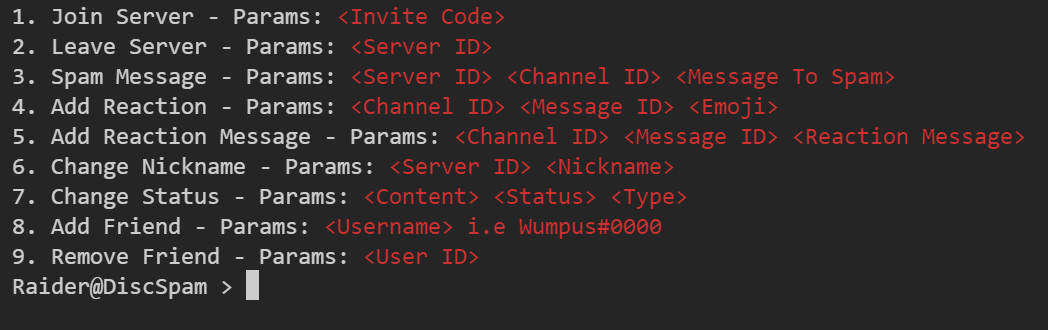 1. Join Server - Params: <Invite Code>
2. Leave Server - Params: <Server ID>
3. Spam Message - Params: <Server ID> <Channel ID> <Message To Spam>
4. Add Reaction - Params: <Channel ID> <Message ID> <Emoji>
5. Add Reaction Message - Params: <Channel ID> <Message ID> <Reaction Message>
6. Change Nickname - Params: <Server ID> <Nickname>
7. Change Status - Params: <Content> <Status> <Type>
8. Add Friend - Params: <Username> i.e Wumpus#0000
9. Remove Friend - Params: <User ID>
Raider@DiscSpam >